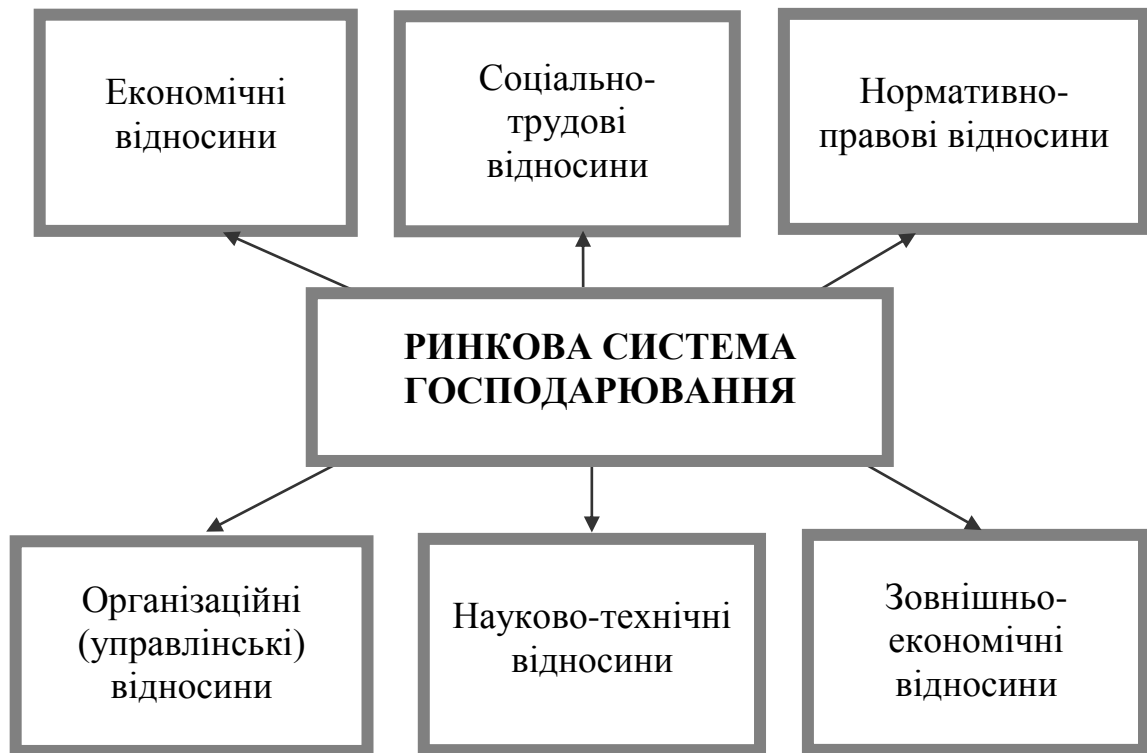 Економічні
відносини
Соціально-
трудові
відносини
Нормативно-
правові відносини
РИНКОВА СИСТЕМА
ГОСПОДАРЮВАННЯ
Організаційні
(управлінські)
відносини
Науково-технічні
відносини
Зовнішньо-
економічні
відносини